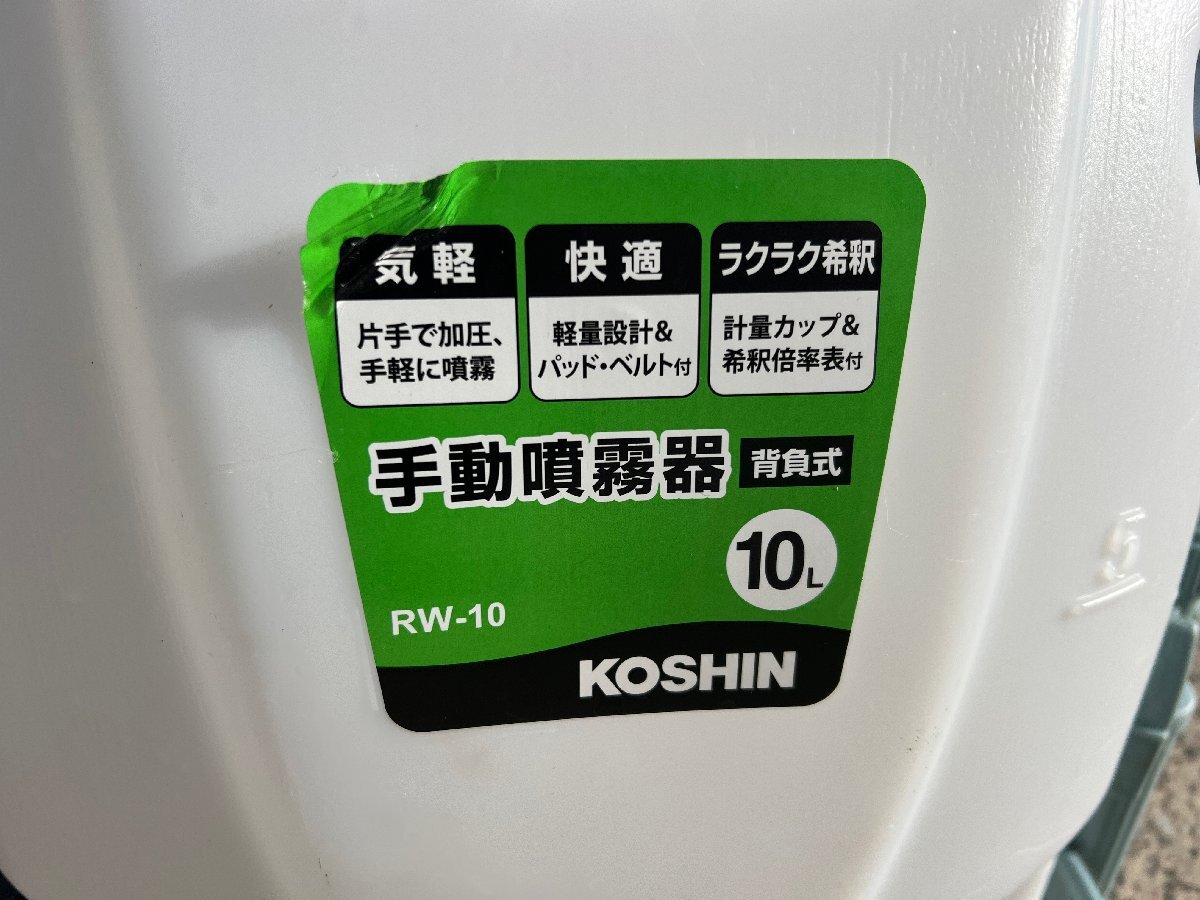 気軽
片手で加圧、
手軽に噴霧
快適
軽量設計&
パッド・ベルト付
ラクラク希釈
計量カップ&
希釈倍率表付
手動噴霧器 背負式
10L
RW-10
KOSHIN
5